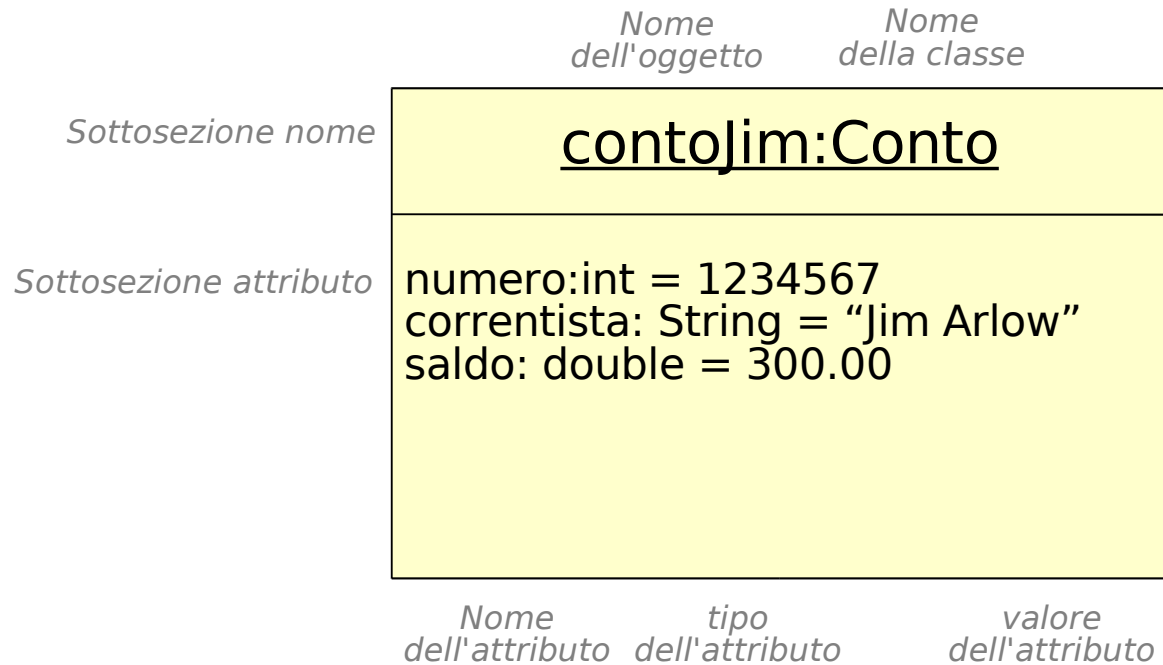 Nome
dell'oggetto
Nome
della classe
Sottosezione nome
contoJim:Conto
Sottosezione attributo
numero:int = 1234567
correntista: String = “Jim Arlow”
saldo: double = 300.00
Nome
dell'attributo
tipo
dell'attributo
valore
dell'attributo